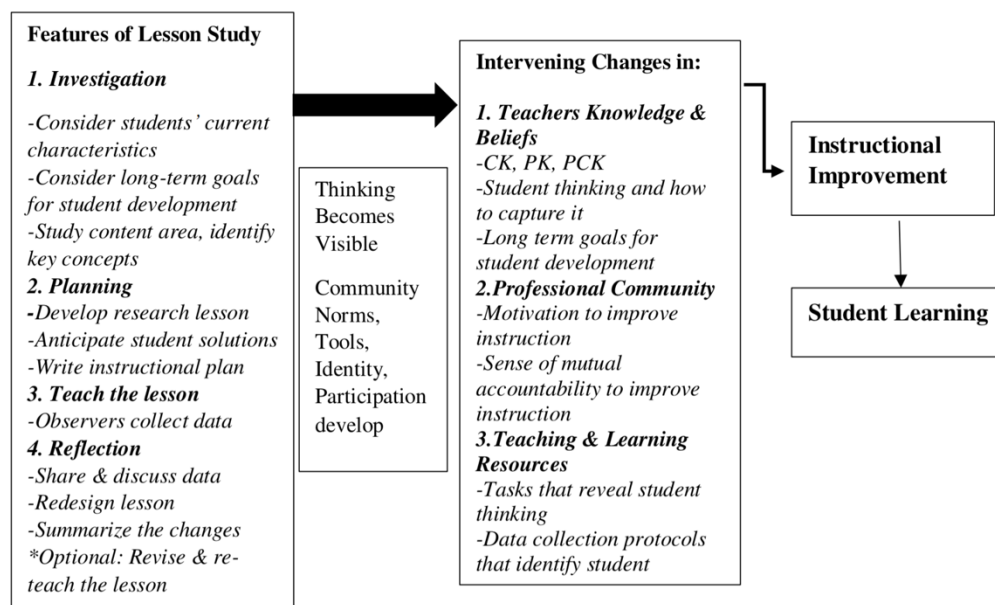 Features of Lesson Study
1. Investigation
-Consider students’ current
characteristics
-Consider long-term goals
for student development
-Study content area, identify
key concepts
2. Planning
-Develop research lesson
-Anticipate student solutions
-Write instructional plan
3. Teach the lesson
-Observers collect data
4. Reflection
-Share & discuss data
-Redesign lesson
-Summarize the changes
*Optional: Revise & re-
teach the lesson
Thinking
Becomes
Visible
Community
Norms,
Tools,
Identity,
Participation
develop
Intervening Changes in:
1. Teachers Knowledge &
Beliefs
-CK, PK, PCK
-Student thinking and how
to capture it
-Long term goals for
student development
2.Professional Community
-Motivation to improve
instruction
-Sense of mutual
accountability to improve
instruction
3.Teaching & Learning
Resources
-Tasks that reveal student
thinking
-Data collection protocols
that identify student
Instructional
Improvement
Student Learning